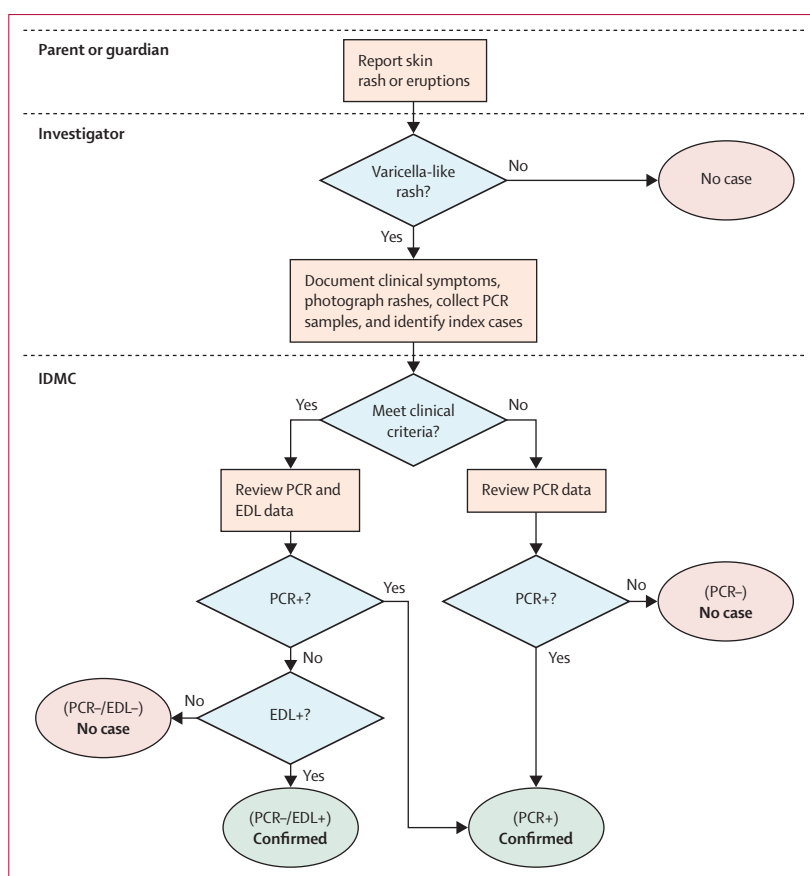 Parent or guardian
Report skin
rash or eruptions
Investigator
Varicella-like
rash?
No
No case
Yes
Document clinical symptoms,
photograph rashes, collect PCR
samples, and identify index cases
IDMC
Meet clinical
criteria?
Yes
No
Review PCR and
EDL data
Review PCR data
PCR+?
Yes
No
PCR+?
No
(PCR–)
No case
Yes
EDL+?
No
(PCR–/EDL–)
No case
Yes
(PCR–/EDL+)
Confirmed
(PCR+)
Confirmed